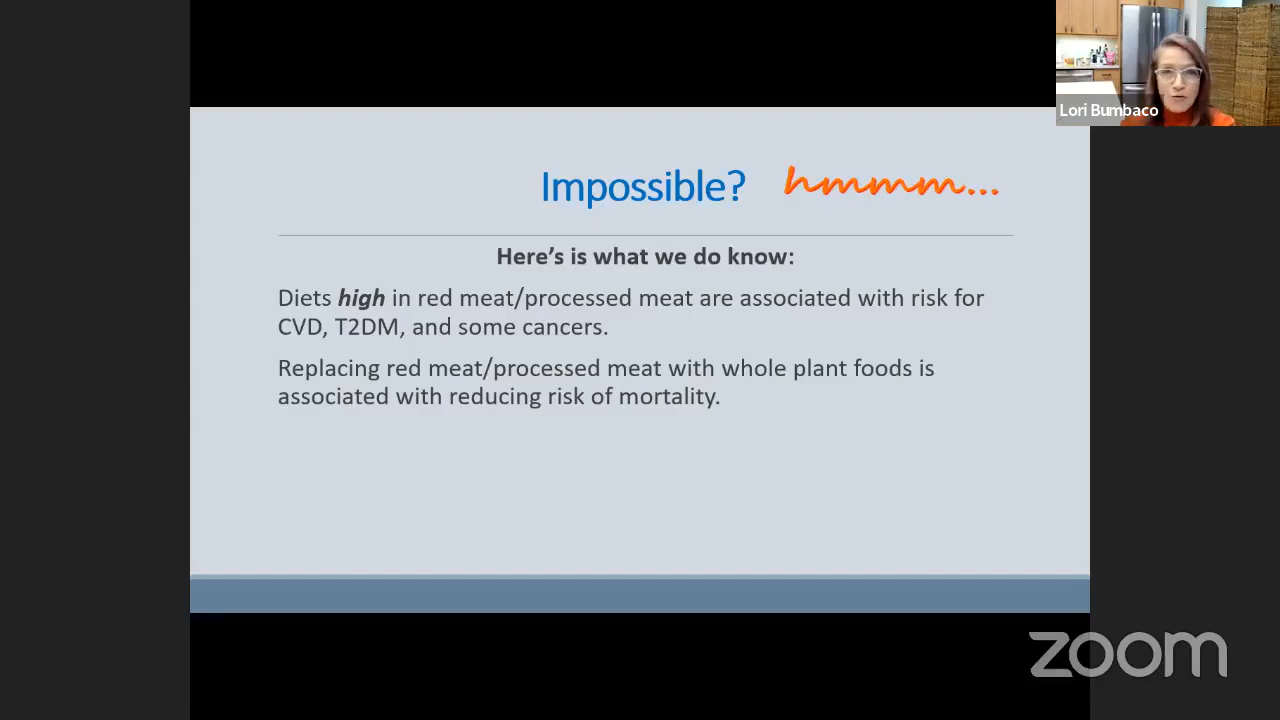 Lori Bumbaco
Impossible? hmmm...
Here's is what we do know:
Diets high in red meat/processed meat are associated with risk for
CVD, T2DM, and some cancers.
Replacing red meat/processed meat with whole plant foods is
associated with reducing risk of mortality.
zoom